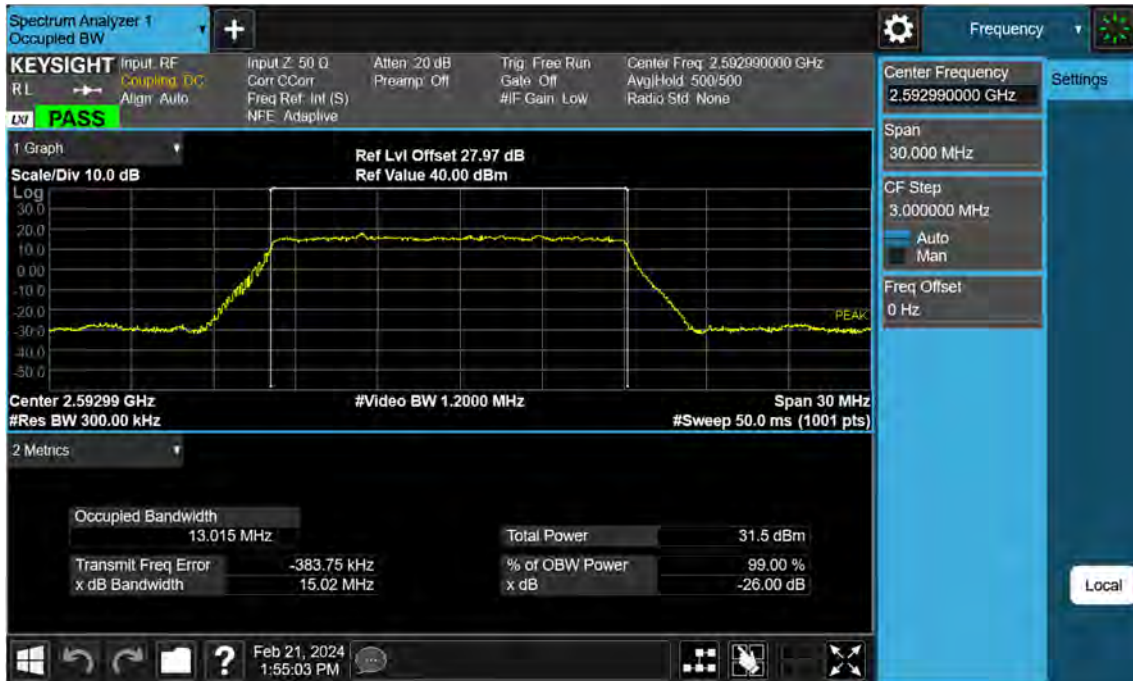 Spectrum Analyzer 1
Occupied BW
+
Frequency
KEYSIGHT
RL
LXI
PASS
Input: RF
Coupling: DC
Align: Auto
Input Z: 50 Ω
Corr CCorr
Freq Ref: Int (S)
NFE: Adaptive
Atten: 20 dB
Preamp: Off
Trig: Free Run
Gate: Off
#IF Gain: Low
Center Freq: 2.592990000 GHz
Avg|Hold: 500/500
Radio Std: None
Center Frequency
2.592990000 GHz
Settings
Span
30.000 MHz
CF Step
3.000000 MHz
Auto
Man
Freq Offset
0 Hz
1 Graph
Scale/Div 10.0 dB
Ref Lvl Offset 27.97 dB
Ref Value 40.00 dBm
Log
30.0
20.0
10.0
0.00
-10.0
-20.0
-30.0
-40.0
-50.0
PEAK
Center 2.59299 GHz
#Video BW 1.2000 MHz
Span 30 MHz
#Res BW 300.00 kHz
#Sweep 50.0 ms (1001 pts)
2 Metrics
Occupied Bandwidth
13.015 MHz
Total Power 31.5 dBm
Transmit Freq Error -383.75 kHz
% of OBW Power 99.00 %
x dB Bandwidth 15.02 MHz
x dB -26.00 dB
Local
?
Feb 21, 2024
1:55:03 PM